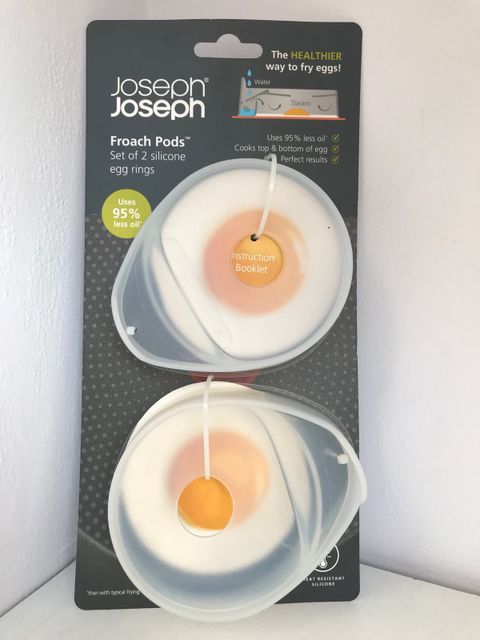 The HEALTHIER
way to fry eggs!
Joseph®
Joseph
Water
Steam
Froach Pods™
Set of 2 silicone
egg rings
Uses 95% less oil*
Cooks top & bottom of egg
Perfect results
Uses
95%
less oil*
Instruction
Booklet
*than with typical frying
HEAT RESISTANT
SILICONE